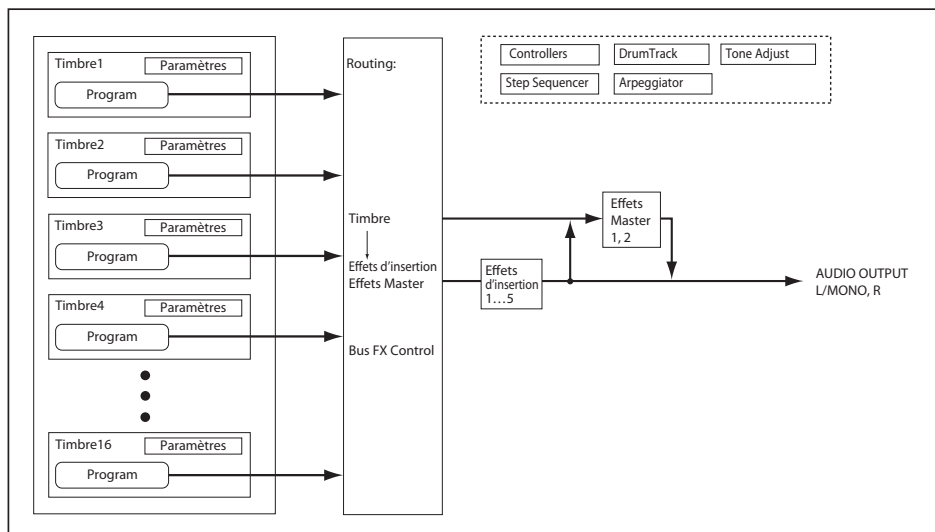 Timbre1
Paramètres
Program
Timbre2
Paramètres
Program
Timbre3
Paramètres
Program
Timbre4
Paramètres
Program
Timbre16
Paramètres
Program
Routing:
Timbre
Effets d'insertion
Effets Master
Bus FX Control
Controllers
DrumTrack
Tone Adjust
Step Sequencer
Arpeggiator
Effets
d'insertion
1...5
Effets
Master
1, 2
AUDIO OUTPUT
L/MONO, R